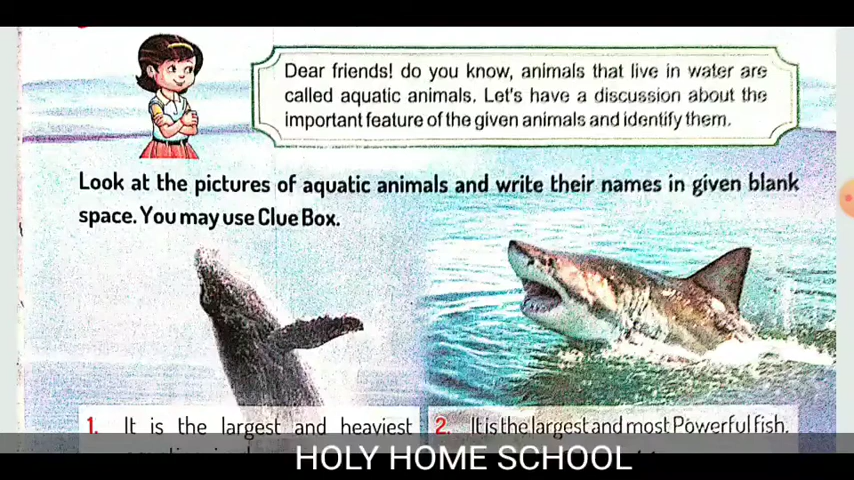 Dear friends! do you know, animals that live in water are
called aquatic animals. Let's have a discussion about the
important feature of the given animals and identify them.
Look at the pictures of aquatic animals and write their names in given blank
space. You may use Clue Box.
1. It is the largest and heaviest
2. It is the largest and most Powerful fish.
HOLY HOME SCHOOL